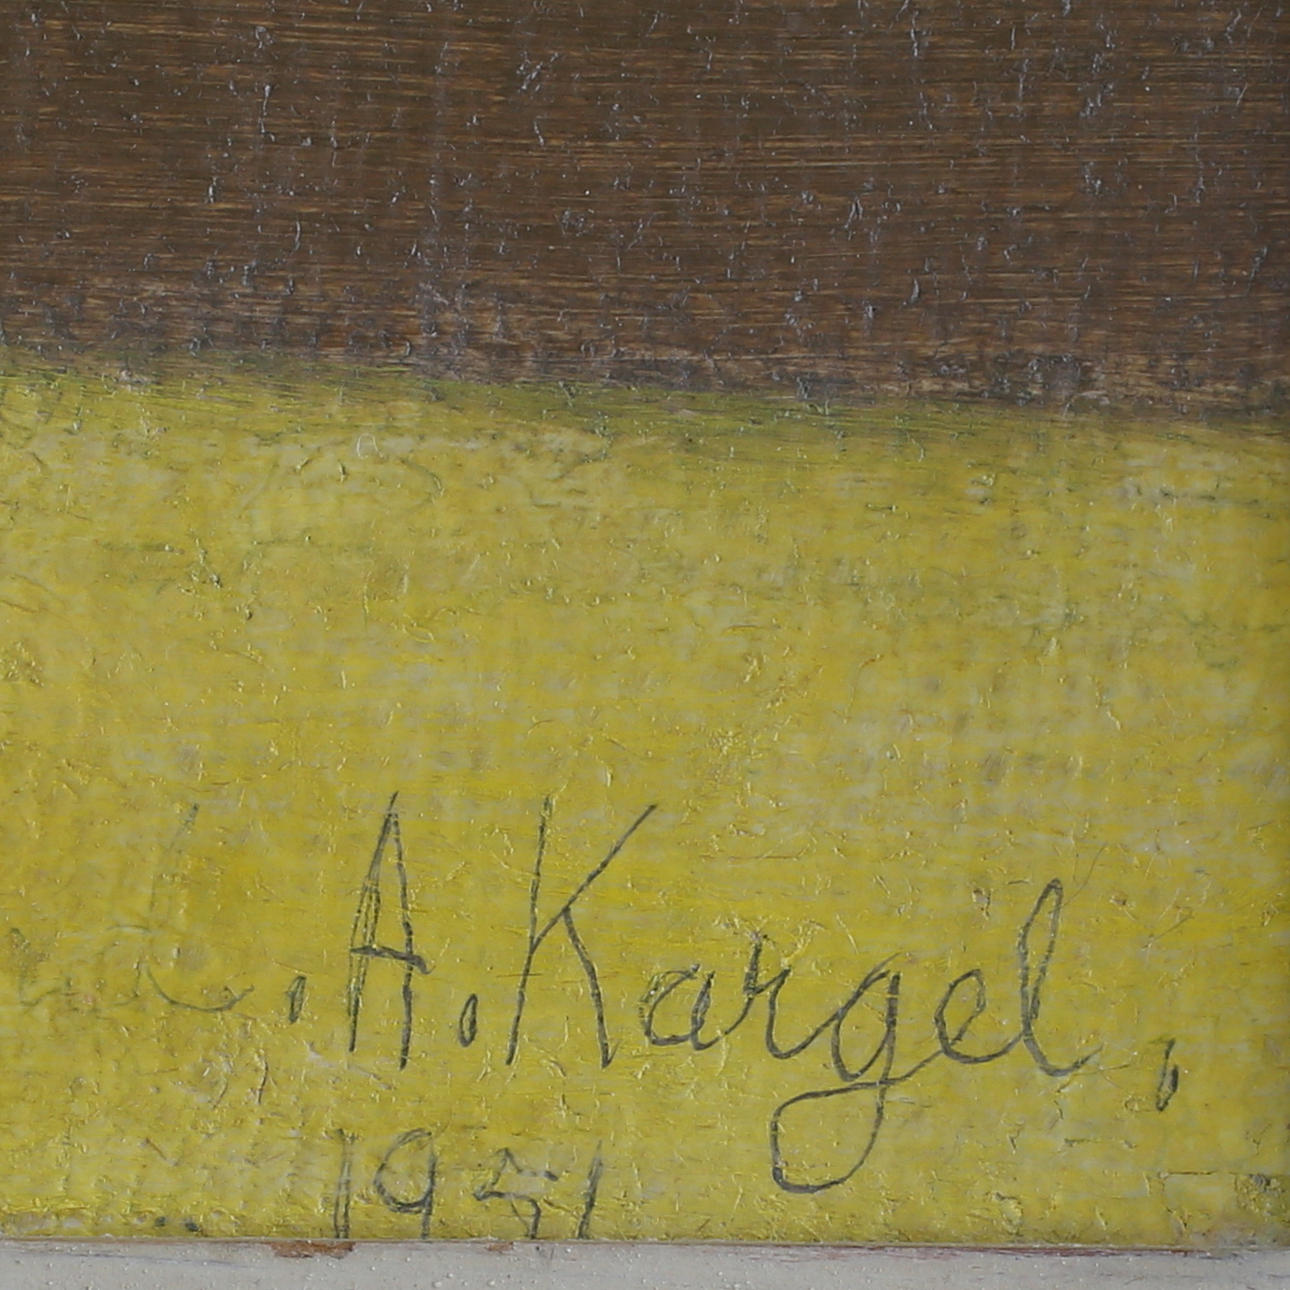 L. A. Kargel,
1951